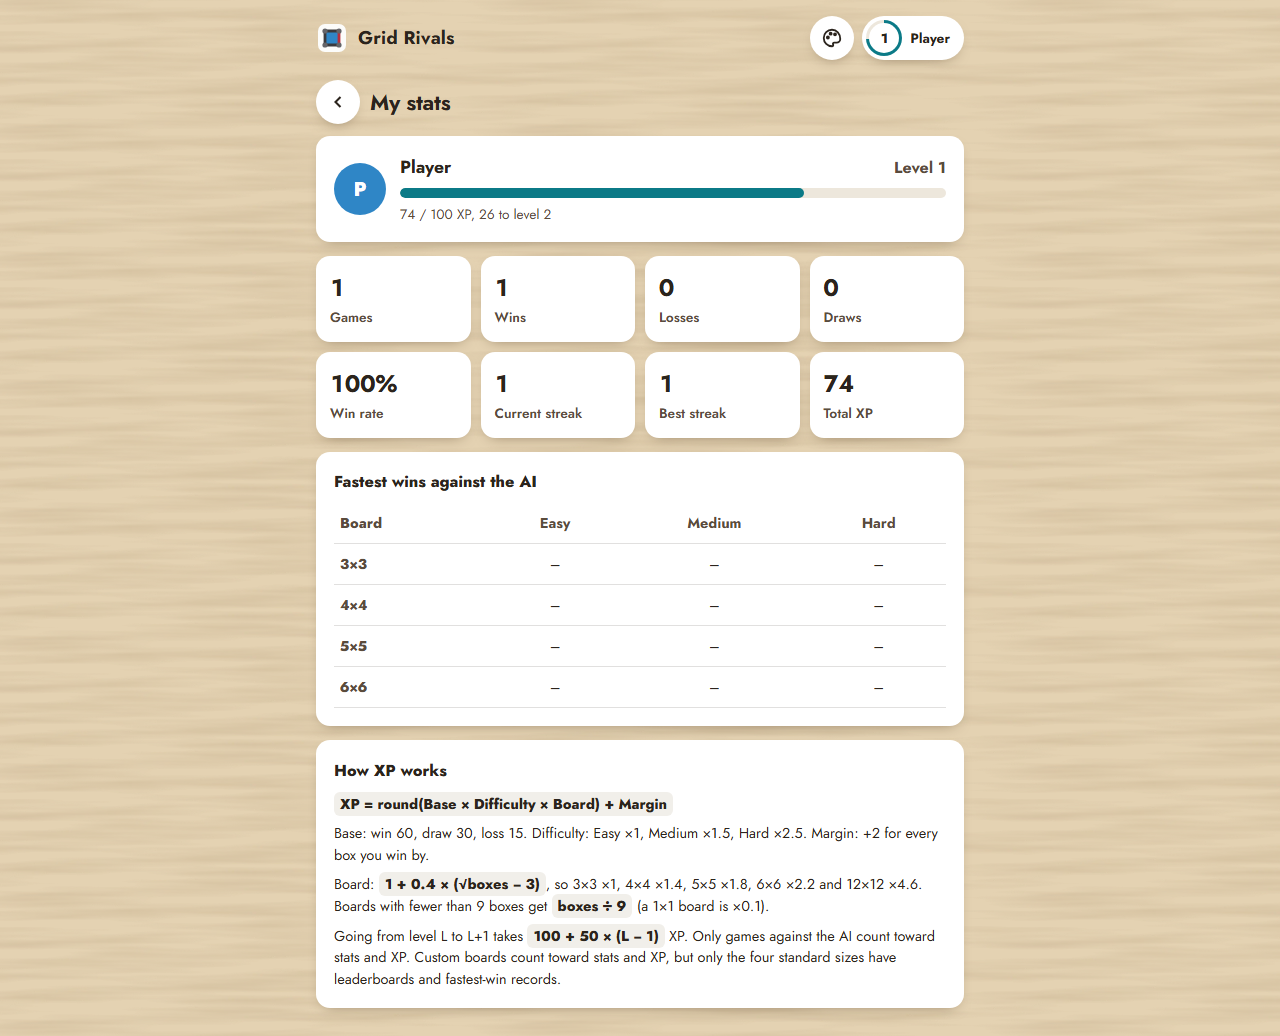 Grid Rivals
1
Player
My stats
P
Player
Level 1
74 / 100 XP, 26 to level 2
1
Games
1
Wins
0
Losses
0
Draws
100%
Win rate
1
Current streak
1
Best streak
74
Total XP
Fastest wins against the AI
Board Easy Medium Hard
3×3 – – –
4×4 – – –
5×5 – – –
6×6 – – –
How XP works
XP = round(Base × Difficulty × Board) + Margin
Base: win 60, draw 30, loss 15. Difficulty: Easy ×1, Medium ×1.5, Hard ×2.5. Margin: +2 for every
box you win by.
Board: 1 + 0.4 × (√boxes − 3) , so 3×3 ×1, 4×4 ×1.4, 5×5 ×1.8, 6×6 ×2.2 and 12×12 ×4.6.
Boards with fewer than 9 boxes get boxes ÷ 9 (a 1×1 board is ×0.1).
Going from level L to L+1 takes 100 + 50 × (L − 1) XP. Only games against the AI count toward
stats and XP. Custom boards count toward stats and XP, but only the four standard sizes have
leaderboards and fastest-win records.